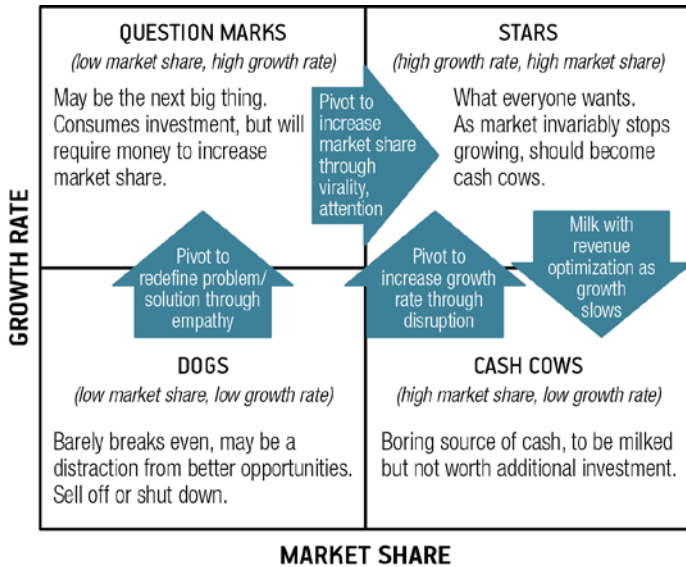 QUESTION MARKS
(low market share, high growth rate)
May be the next big thing.
Consumes investment, but will
require money to increase
market share.
Pivot to
increase
market share
through
virality,
attention
STARS
(high growth rate, high market share)
What everyone wants.
As market invariably stops
growing, should become
cash cows.
GROWTH RATE
Pivot to
redefine problem/
solution through
empathy
Pivot to
increase growth
rate through
disruption
Milk with
revenue
optimization as
growth
slows
DOGS
(low market share, low growth rate)
Barely breaks even, may be a
distraction from better opportunities.
Sell off or shut down.
CASH COWS
(high market share, low growth rate)
Boring source of cash, to be milked
but not worth additional investment.
MARKET SHARE